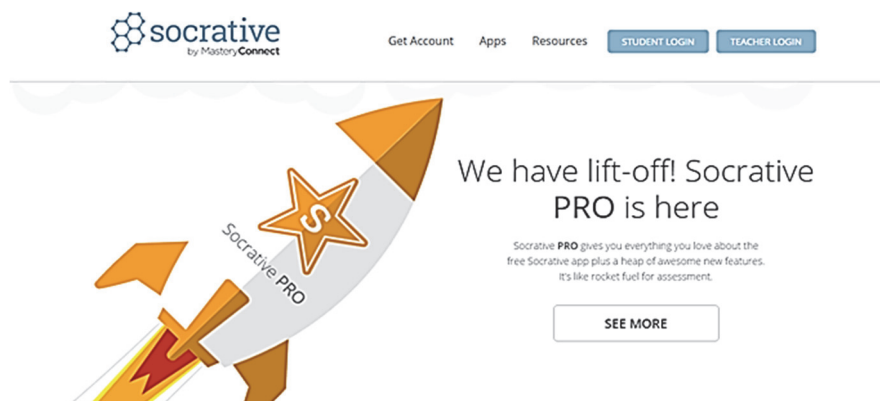 socrative
by MasteryConnect
Get Account Apps Resources STUDENT LOGIN TEACHER LOGIN
We have lift-off! Socrative
PRO is here
Socrative PRO gives you everything you love about the
free Socrative app plus a heap of awesome new features.
It's like rocket fuel for assessment.
SEE MORE
S
Socrative PRO